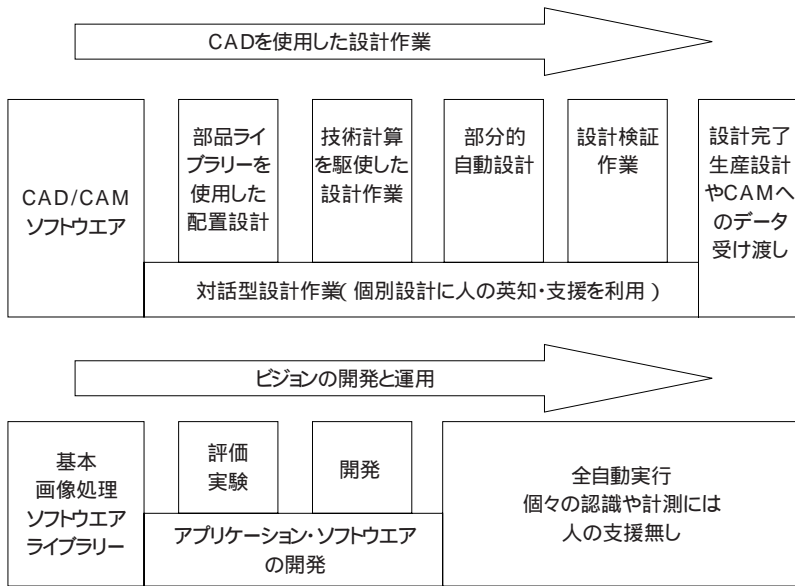 CADを使用した設計作業
CAD/CAM
ソフトウエア
部品ライ
ブラリーを
使用した
配置設計
技術計算
を駆使した
設計作業
部分的
自動設計
設計検証
作業
設計完了
生産設計
やCAMへ
のデータ
受け渡し
対話型設計作業(個別設計に人の英知・支援を利用)
ビジョンの開発と運用
基本
画像処理
ソフトウエア
ライブラリー
評価
実験
開発
アプリケーション・ソフトウエア
の開発
全自動実行
個々の認識や計測には
人の支援無し